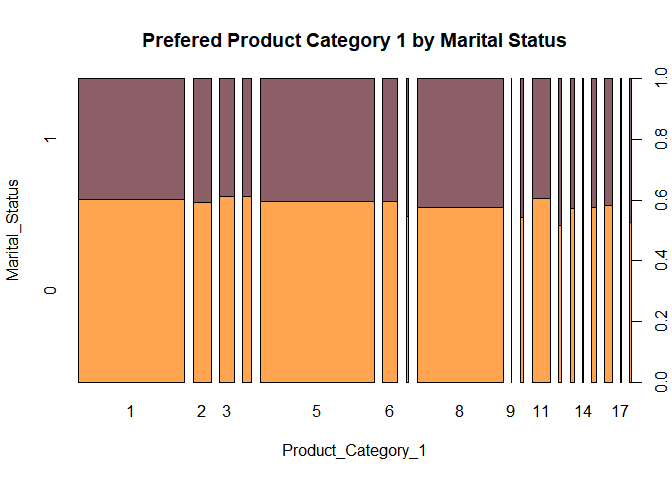 Prefered Product Category 1 by Marital Status
Marital_Status
1
0
1.0
0.8
0.6
0.4
0.2
0.0
1 2 3 5 6 8 9 11 14 17
Product_Category_1